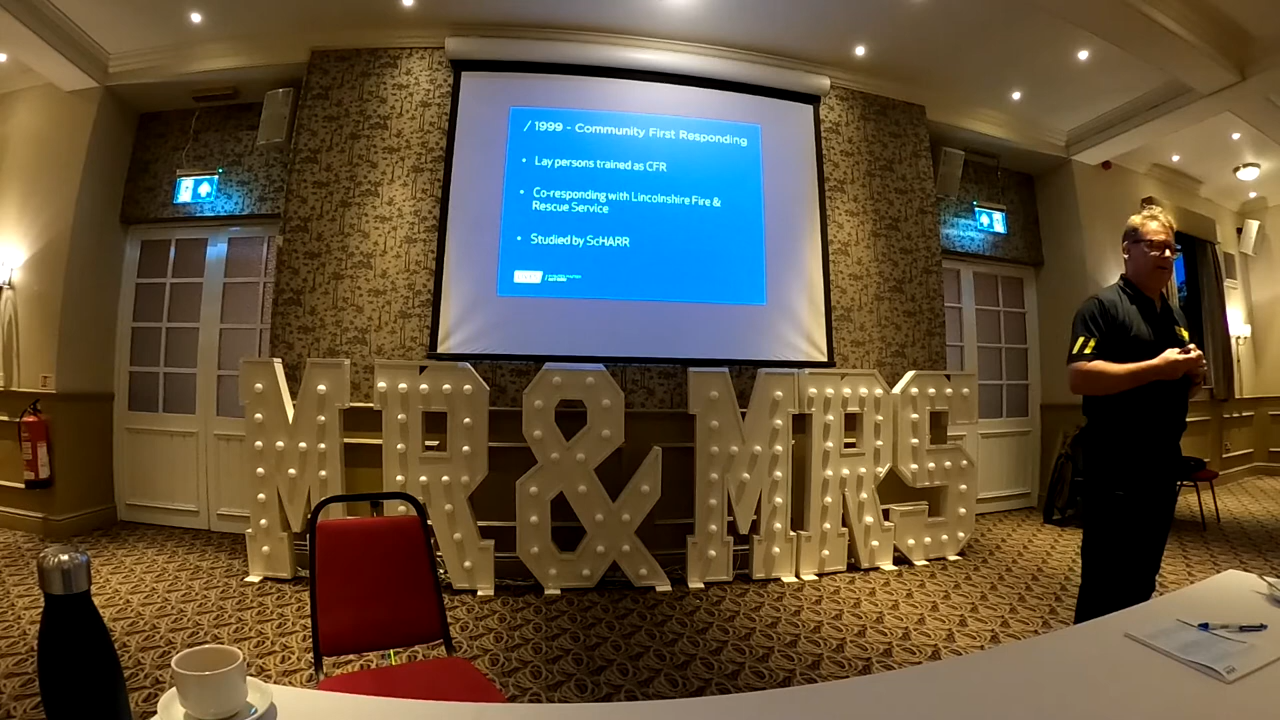 / 1999 - Community First Responding
• Lay persons trained as CFR
• Co-responding with Lincolnshire Fire &
Rescue Service
• Studied by ScHARR
MR & MRS